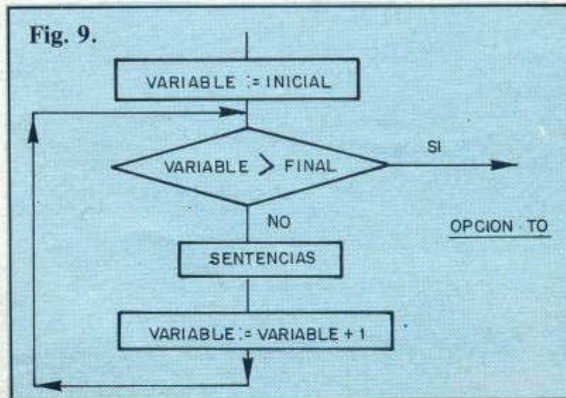 Fig. 9.
VARIABLE := INICIAL
VARIABLE > FINAL
SI
NO
OPCION TO
SENTENCIAS
VARIABLE := VARIABLE + 1